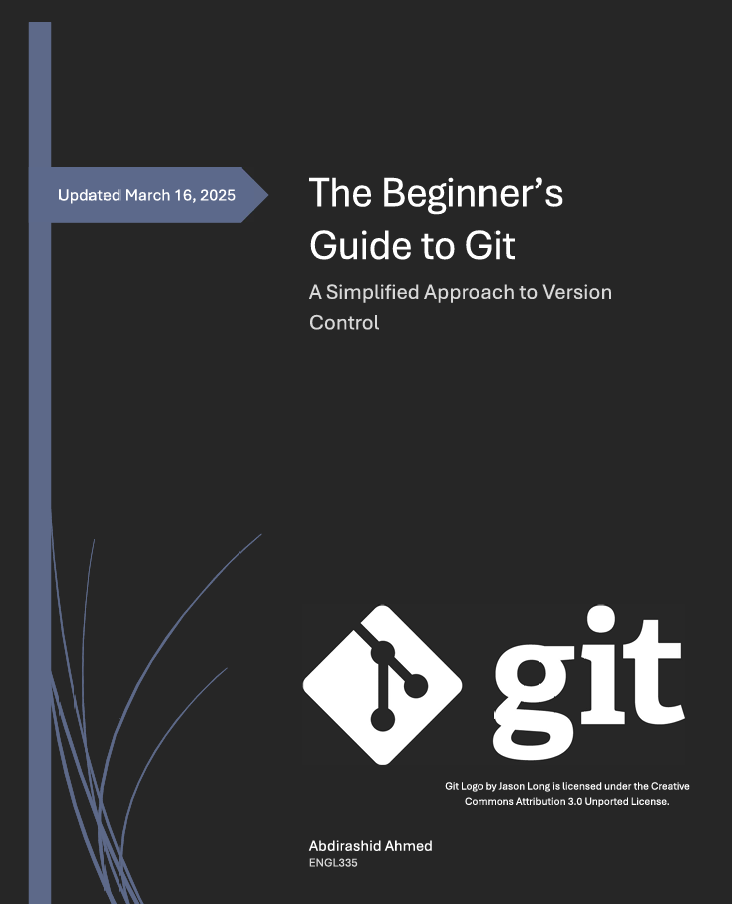 Updated March 16, 2025
The Beginner’s
Guide to Git
A Simplified Approach to Version
Control
git
Git Logo by Jason Long is licensed under the Creative
Commons Attribution 3.0 Unported License.
Abdirashid Ahmed
ENGL335